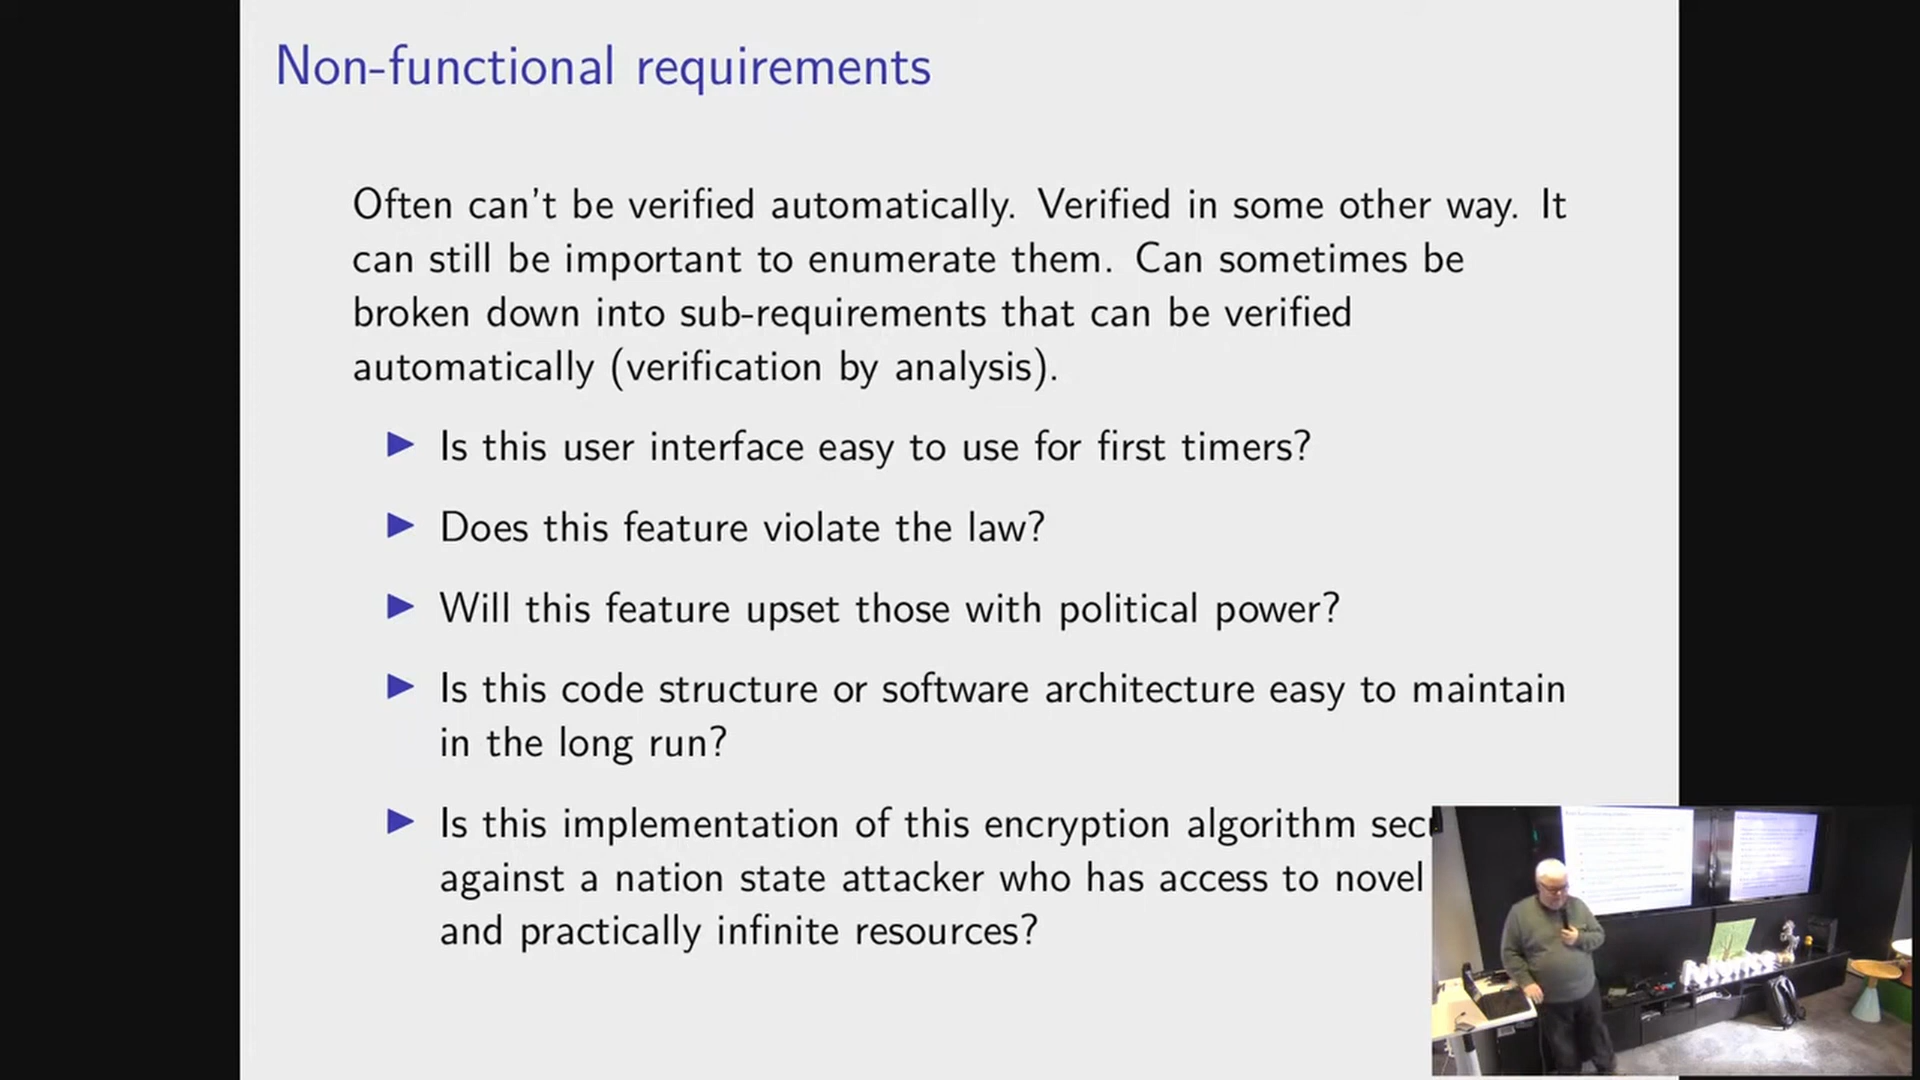 Non-functional requirements
Often can't be verified automatically. Verified in some other way. It
can still be important to enumerate them. Can sometimes be
broken down into sub-requirements that can be verified
automatically (verification by analysis).
Is this user interface easy to use for first timers?
Does this feature violate the law?
Will this feature upset those with political power?
Is this code structure or software architecture easy to maintain
in the long run?
Is this implementation of this encryption algorithm
against a nation state attacker who has access to novel
and practically infinite resources?